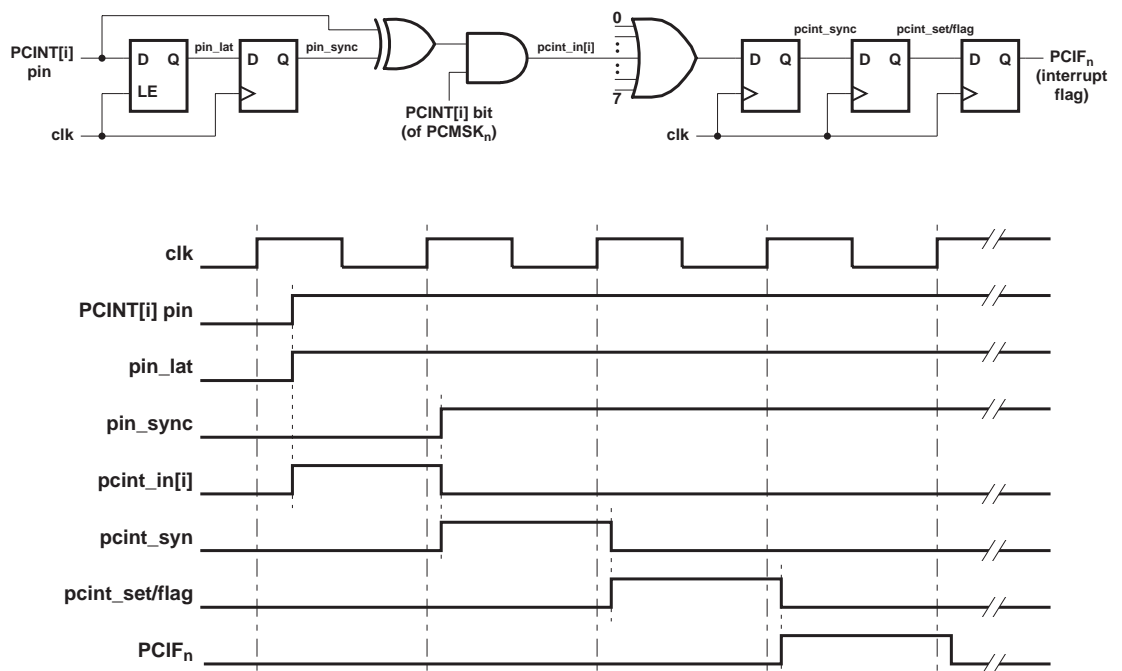 PCINT[i]
pin
D Q
LE
clk
pin_lat
D Q
pin_sync
PCINT[i] bit
(of PCMSKn)
pcint_in[i]
0
7
clk
D Q
pcint_sync
D Q
pcint_set/flag
D Q
PCIFn
(interrupt
flag)
clk
PCINT[i] pin
pin_lat
pin_sync
pcint_in[i]
pcint_syn
pcint_set/flag
PCIFn